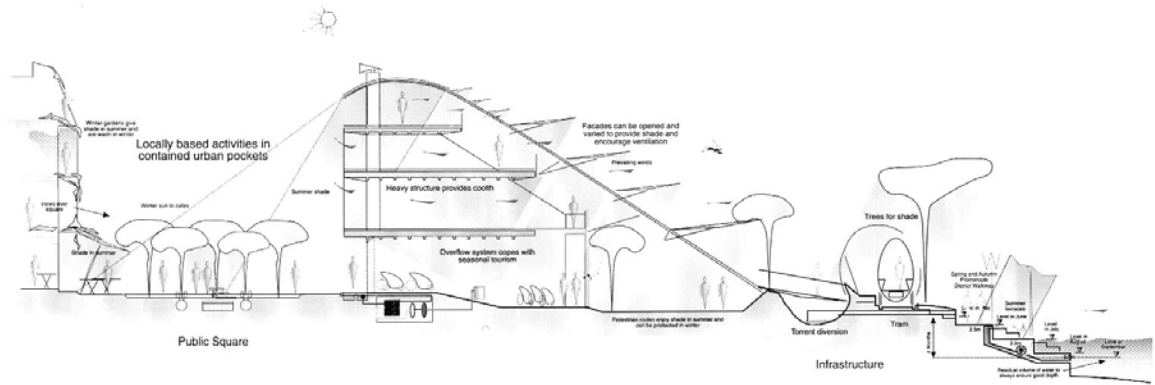 Winter gardens give
shade in summer and
are warm in winter
Locally based activities in
contained urban pockets
Views over
square
Winter sun to cafes
Shade in summer
Summer shade
Heavy structure provides coolth
Overflow system copes with
seasonal tourism
Facades can be opened and
varied to provide shade and
encourage ventilation
Prevailing winds
Trees for shade
Pedestrian routes enjoy shade in summer and
can be protected in winter
Torrent diversion
Tram
Spring and Autumn
Promenade
District Walkway
Summer
terraces
Level in June
Level
in July
Level in
August
Level in
September
2.5m
Residual volume of water to
always ensure good depth.
Public Square
Infrastructure